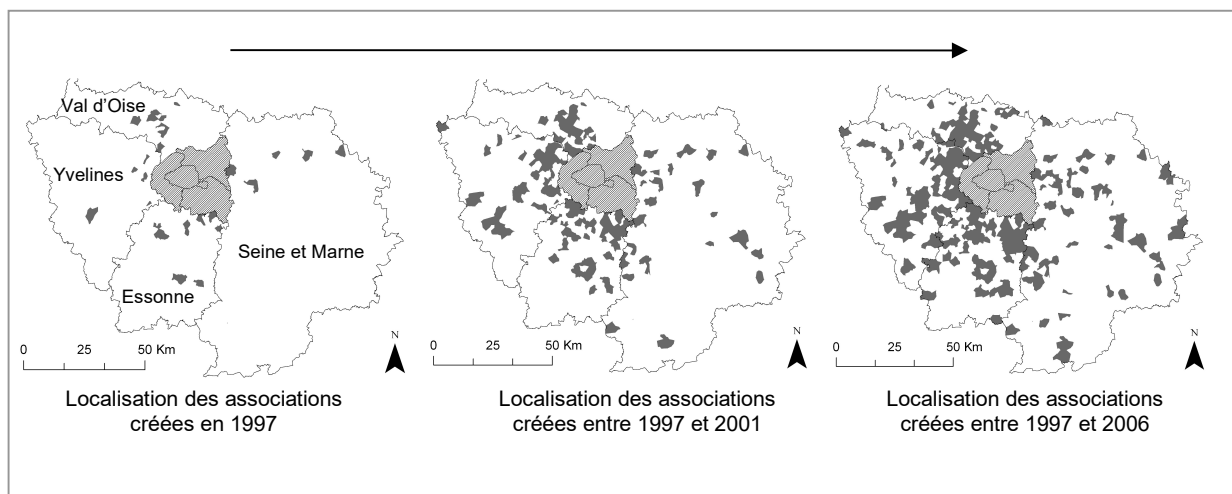 Val d'Oise
Yvelines
Seine et Marne
Essonne
N
0 25 50 Km
Localisation des associations
créées en 1997
N
0 25 50 Km
Localisation des associations
créées entre 1997 et 2001
N
0 25 50 Km
Localisation des associations
créées entre 1997 et 2006